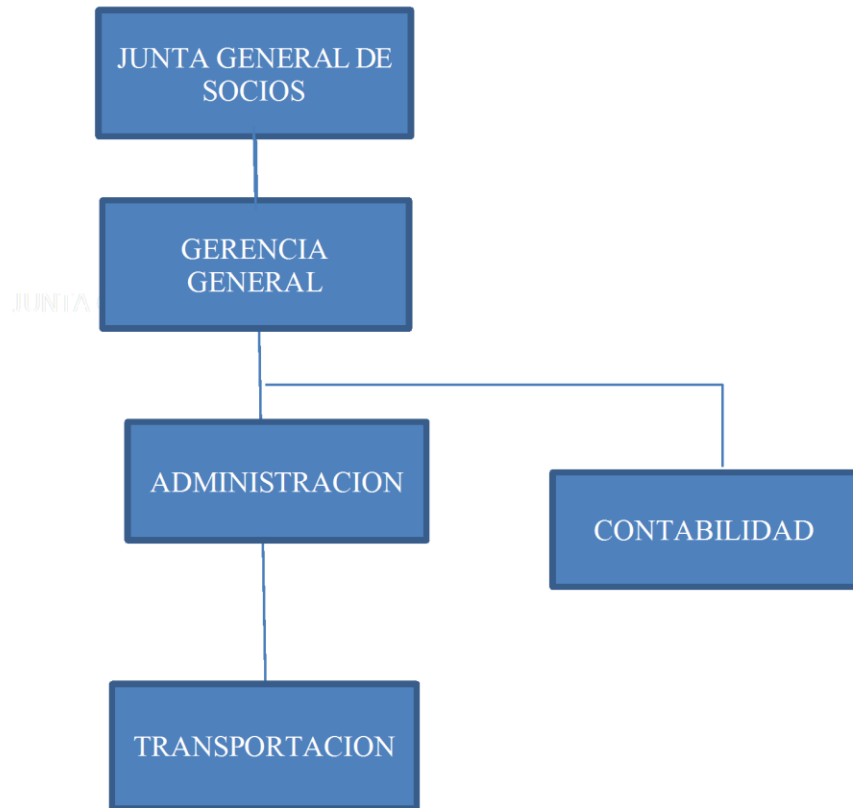 JUNTA GENERAL DE
SOCIOS
GERENCIA
GENERAL
JUNTA
ADMINISTRACION
CONTABILIDAD
TRANSPORTACION